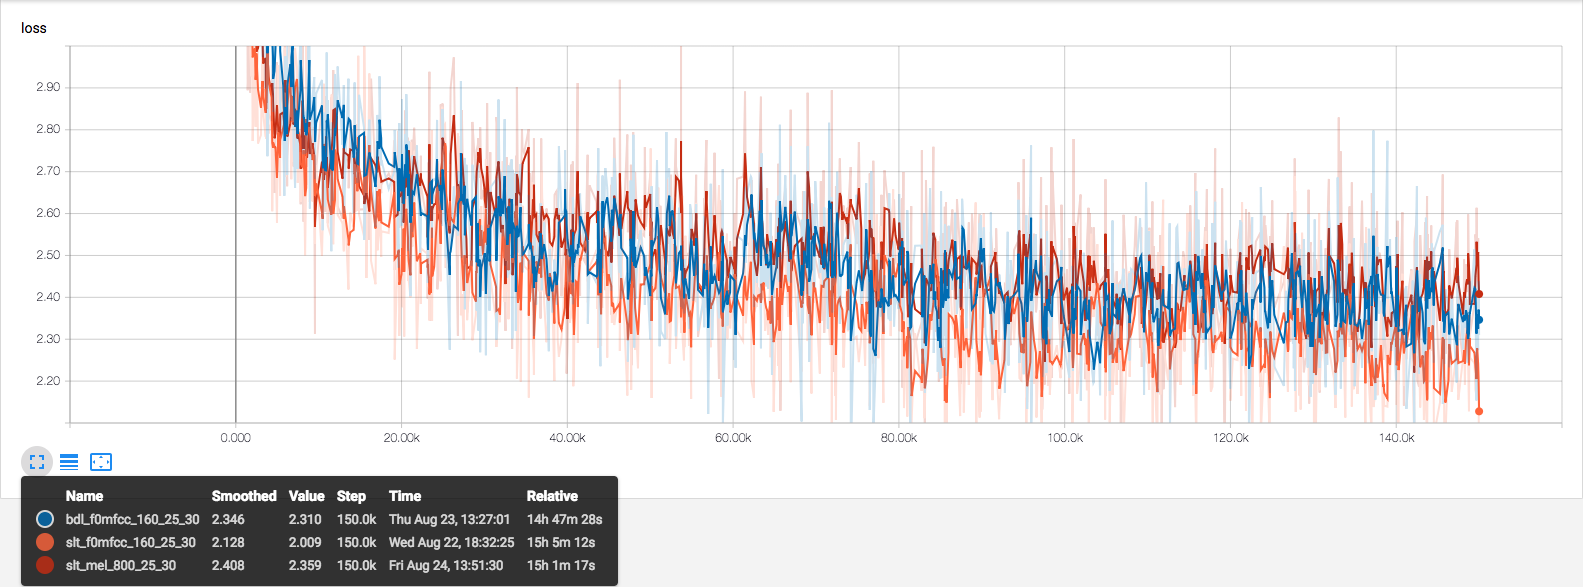 loss
2.90
2.80
2.70
2.60
2.50
2.40
2.30
2.20
0.000 20.00k 40.00k 60.00k 80.00k 100.0k 120.0k 140.0k
Name Smoothed Value Step Time Relative
bdl_f0mfcc_160_25_30 2.346 2.310 150.0k Thu Aug 23, 13:27:01 14h 47m 28s
slt_f0mfcc_160_25_30 2.128 2.009 150.0k Wed Aug 22, 18:32:25 15h 5m 12s
slt_mel_800_25_30 2.408 2.359 150.0k Fri Aug 24, 13:51:30 15h 1m 17s